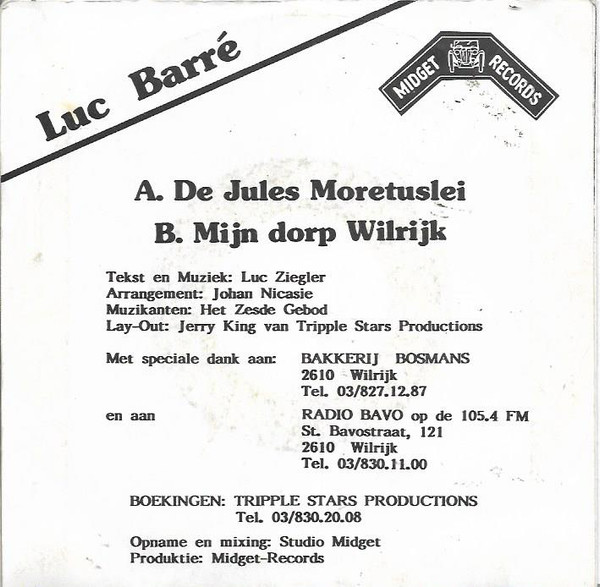 Luc Barré
MIDGET RECORDS
A. De Jules Moretuslei
B. Mijn dorp Wilrijk
Tekst en Muziek: Luc Ziegler
Arrangement: Johan Nicasie
Muzikanten: Het Zesde Gebod
Lay-Out: Jerry King van Tripple Stars Productions
Met speciale dank aan: BAKKERIJ BOSMANS
2610 Wilrijk
Tel. 03/827.12.87
en aan RADIO BAVO op de 105.4 FM
St. Bavostraat, 121
2610 Wilrijk
Tel. 03/830.11.00
BOEKINGEN: TRIPPLE STARS PRODUCTIONS
Tel. 03/830.20.08
Opname en mixing: Studio Midget
Produktie: Midget-Records